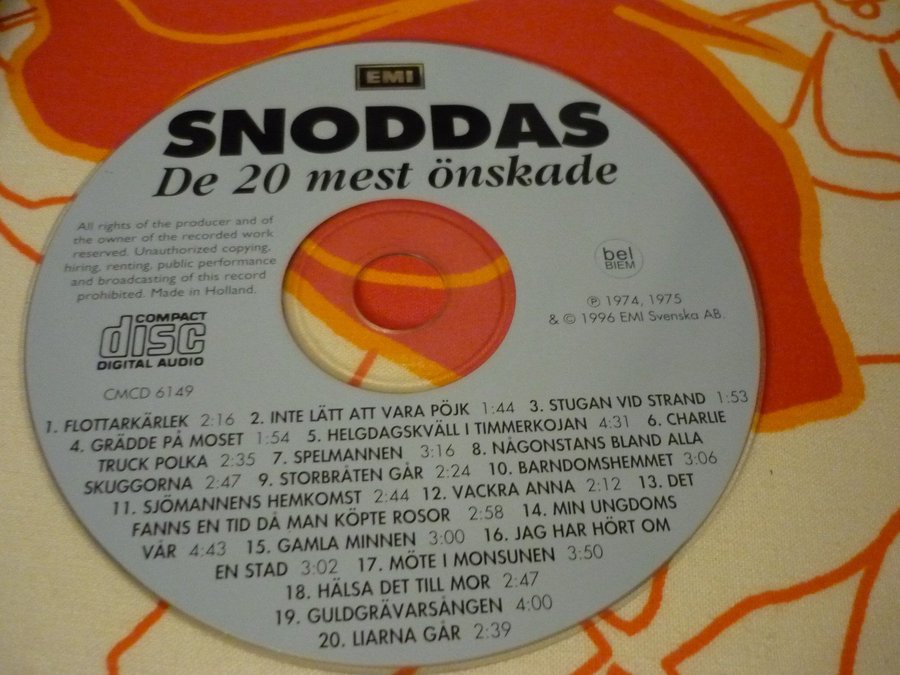 EMI
SNODDAS
De 20 mest önskade
All rights of the producer and of
the owner of the recorded work
reserved. Unauthorized copying,
hiring, renting, public performance
and broadcasting of this record
prohibited. Made in Holland.
COMPACT
disc
DIGITAL AUDIO
CMCD 6149
bel
BIEM
℗ 1974, 1975
& © 1996 EMI Svenska AB.
1. FLOTTARKÄRLEK 2:16 2. INTE LÄTT ATT VARA PÖJK 1:44 3. STUGAN VID STRAND 1:53
4. GRÄDDE PÅ MOSET 1:54 5. HELGDAGSKVÄLL I TIMMERKOJAN 4:31 6. CHARLIE
TRUCK POLKA 2:35 7. SPELMANNEN 3:16 8. NÅGONSTANS BLAND ALLA
SKUGGORNA 2:47 9. STORBRÅTEN GÅR 2:24 10. BARNDOMSHEMMET 3:06
11. SJÖMANNENS HEMKOMST 2:44 12. VACKRA ANNA 2:12 13. DET
FANNS EN TID DÅ MAN KÖPTE ROSOR 2:58 14. MIN UNGDOMS
VÅR 4:43 15. GAMLA MINNEN 3:00 16. JAG HAR HÖRT OM
EN STAD 3:02 17. MÖTE I MONSUNEN 3:50
18. HÄLSA DET TILL MOR 2:47
19. GULDGRÄVARSÅNGEN 4:00
20. LIARNA GÅR 2:39